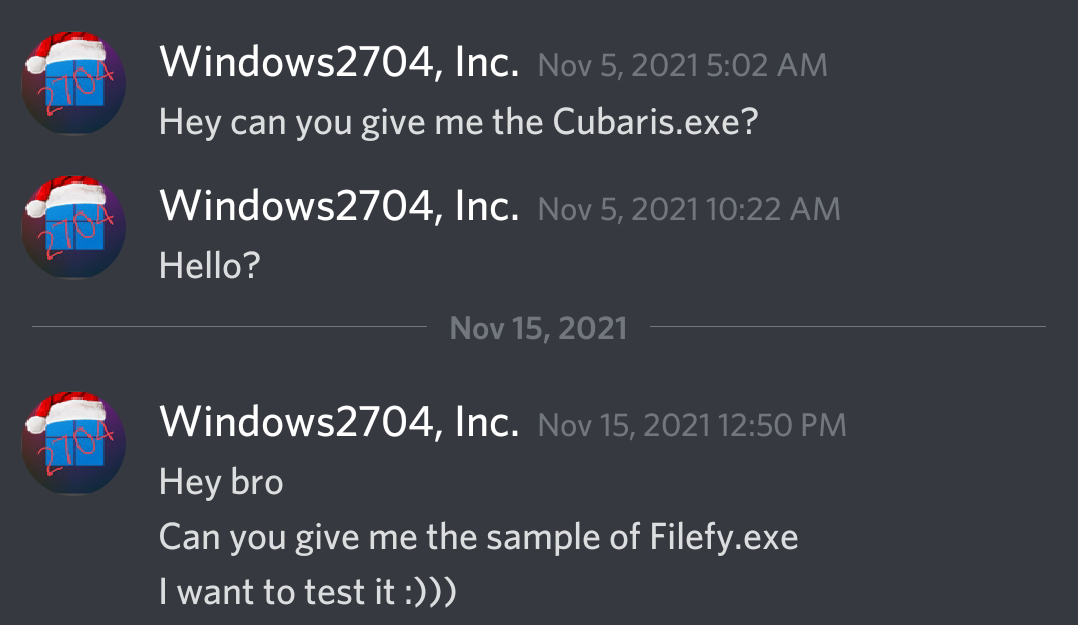 Windows2704, Inc. Nov 5, 2021 5:02 AM
2704
Hey can you give me the Cubaris.exe?
Windows2704, Inc. Nov 5, 2021 10:22 AM
2704
Hello?
Nov 15, 2021
Windows2704, Inc. Nov 15, 2021 12:50 PM
2704
Hey bro
Can you give me the sample of Filefy.exe
I want to test it :)))